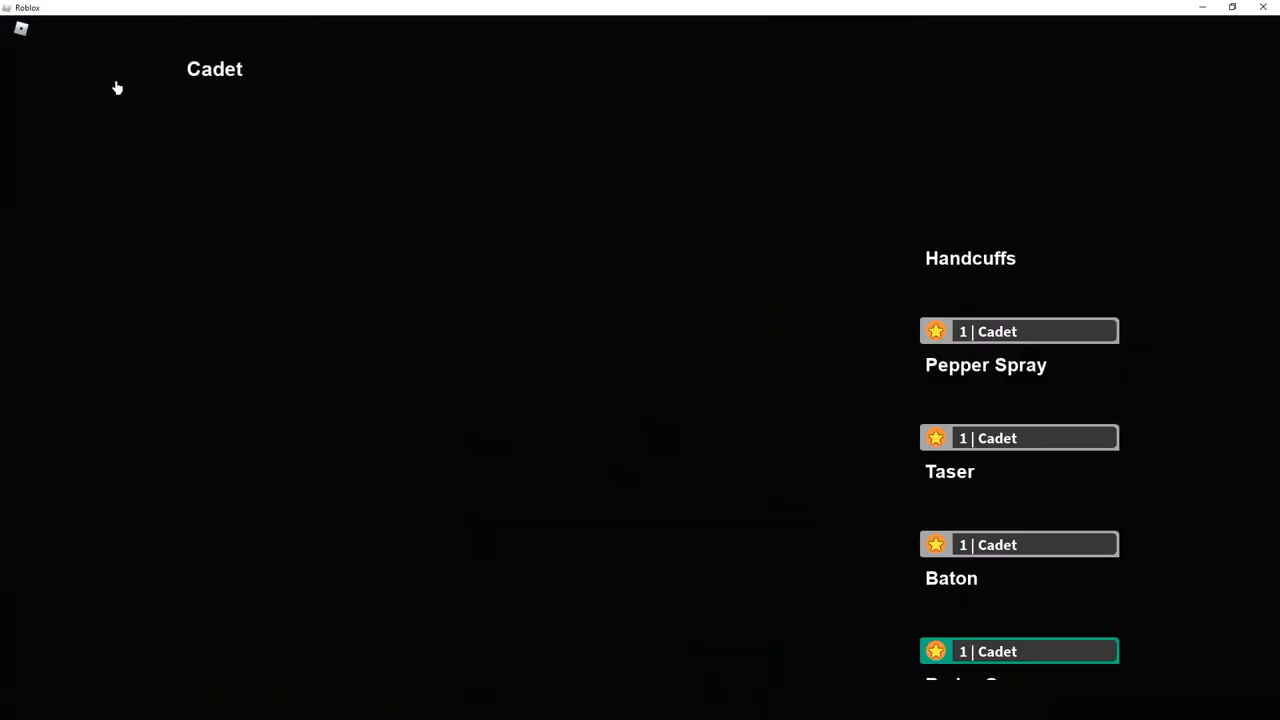 Roblox
Cadet
Handcuffs
1 | Cadet
Pepper Spray
1 | Cadet
Taser
1 | Cadet
Baton
1 | Cadet